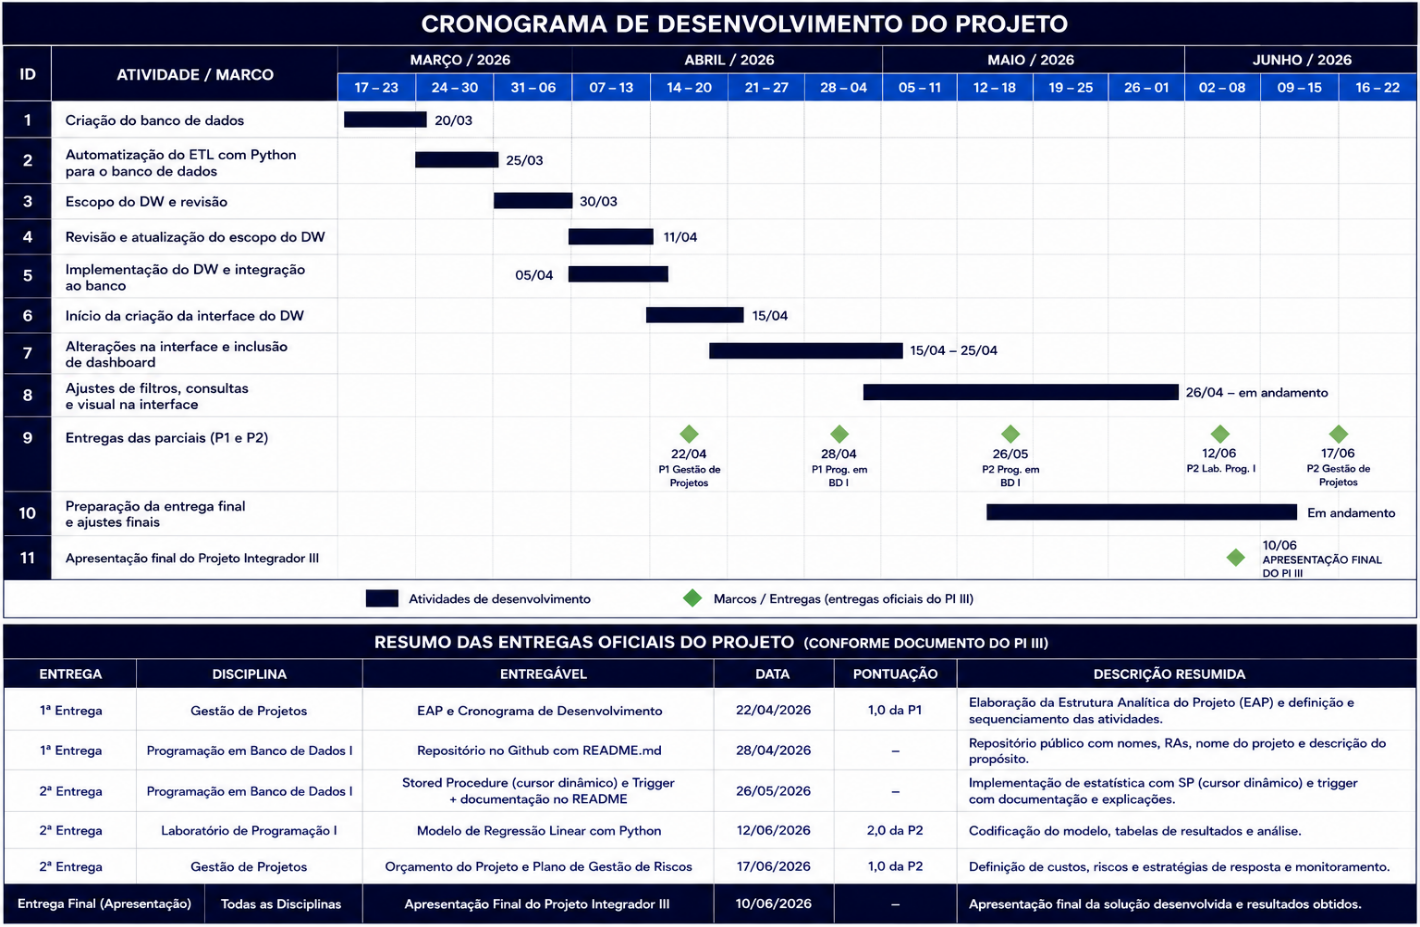 CRONOGRAMA DE DESENVOLVIMENTO DO PROJETO
ID
ATIVIDADE / MARCO
MARÇO / 2026
ABRIL / 2026
MAIO / 2026
JUNHO / 2026
17 – 23
24 – 30
31 – 06
07 – 13
14 – 20
21 – 27
28 – 04
05 – 11
12 – 18
19 – 25
26 – 01
02 – 08
09 – 15
16 – 22
1
Criação do banco de dados
20/03
2
Automatização do ETL com Python
para o banco de dados
25/03
3
Escopo do DW e revisão
30/03
4
Revisão e atualização do escopo do DW
11/04
5
Implementação do DW e integração
ao banco
05/04
6
Início da criação da interface do DW
15/04
7
Alterações na interface e inclusão
de dashboard
15/04 – 25/04
8
Ajustes de filtros, consultas
e visual na interface
26/04 – em andamento
9
Entregas das parciais (P1 e P2)
22/04
P1 Gestão de
Projetos
28/04
P1 Prog. em
BD I
26/05
P2 Prog. em
BD I
12/06
P2 Lab. Prog. I
17/06
P2 Gestão de
Projetos
10
Preparação da entrega final
e ajustes finais
Em andamento
11
Apresentação final do Projeto Integrador III
10/06
APRESENTAÇÃO FINAL
DO PI III
Atividades de desenvolvimento
Marcos / Entregas (entregas oficiais do PI III)
RESUMO DAS ENTREGAS OFICIAIS DO PROJETO (CONFORME DOCUMENTO DO PI III)
ENTREGA
DISCIPLINA
ENTREGÁVEL
DATA
PONTUAÇÃO
DESCRIÇÃO RESUMIDA
1ª Entrega
Gestão de Projetos
EAP e Cronograma de Desenvolvimento
22/04/2026
1,0 da P1
Elaboração da Estrutura Analítica do Projeto (EAP) e definição e
sequenciamento das atividades.
1ª Entrega
Programação em Banco de Dados I
Repositório no Github com README.md
28/04/2026
–
Repositório público com nomes, RAs, nome do projeto e descrição do
propósito.
2ª Entrega
Programação em Banco de Dados I
Stored Procedure (cursor dinâmico) e Trigger
+ documentação no README
26/05/2026
–
Implementação de estatística com SP (cursor dinâmico) e trigger
com documentação e explicações.
2ª Entrega
Laboratório de Programação I
Modelo de Regressão Linear com Python
12/06/2026
2,0 da P2
Codificação do modelo, tabelas de resultados e análise.
2ª Entrega
Gestão de Projetos
Orçamento do Projeto e Plano de Gestão de Riscos
17/06/2026
1,0 da P2
Definição de custos, riscos e estratégias de resposta e monitoramento.
Entrega Final (Apresentação)
Todas as Disciplinas
Apresentação Final do Projeto Integrador III
10/06/2026
–
Apresentação final da solução desenvolvida e resultados obtidos.